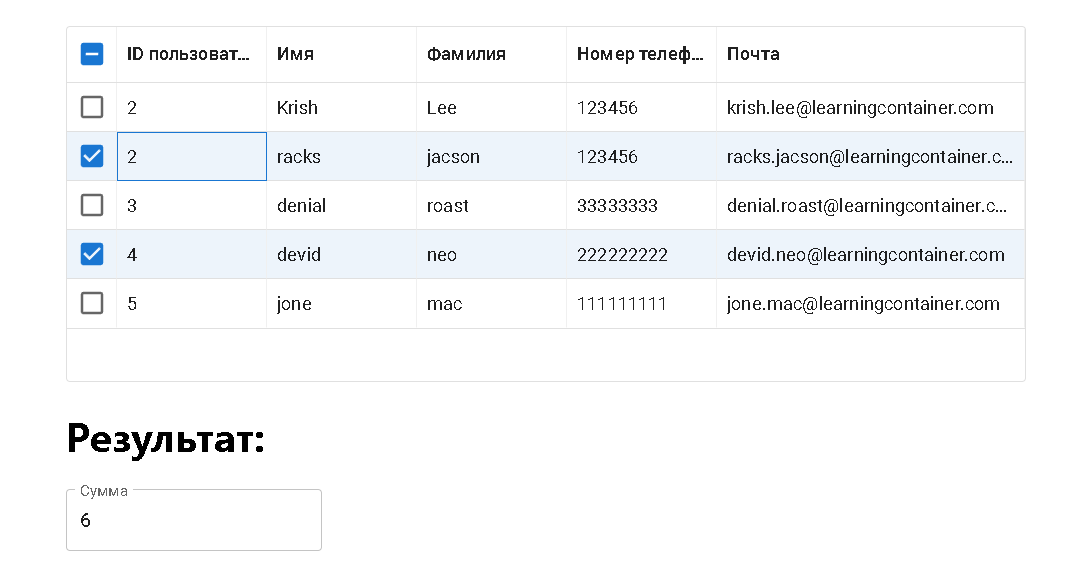 ID пользоват... Имя Фамилия Номер телеф... Почта
2 Krish Lee 123456 krish.lee@learningcontainer.com
2 racks jacson 123456 racks.jacson@learningcontainer.c...
3 denial roast 33333333 denial.roast@learningcontainer.c...
4 devid neo 222222222 devid.neo@learningcontainer.com
5 jone mac 111111111 jone.mac@learningcontainer.com
Результат:
Сумма
6